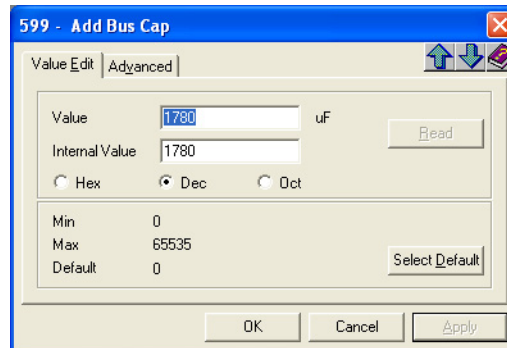 599 - Add Bus Cap
Value Edit Advanced
Value 1780 uF
Read
Internal Value 1780
Hex Dec Oct
Min 0
Max 65535
Default 0
Select Default
OK Cancel Apply